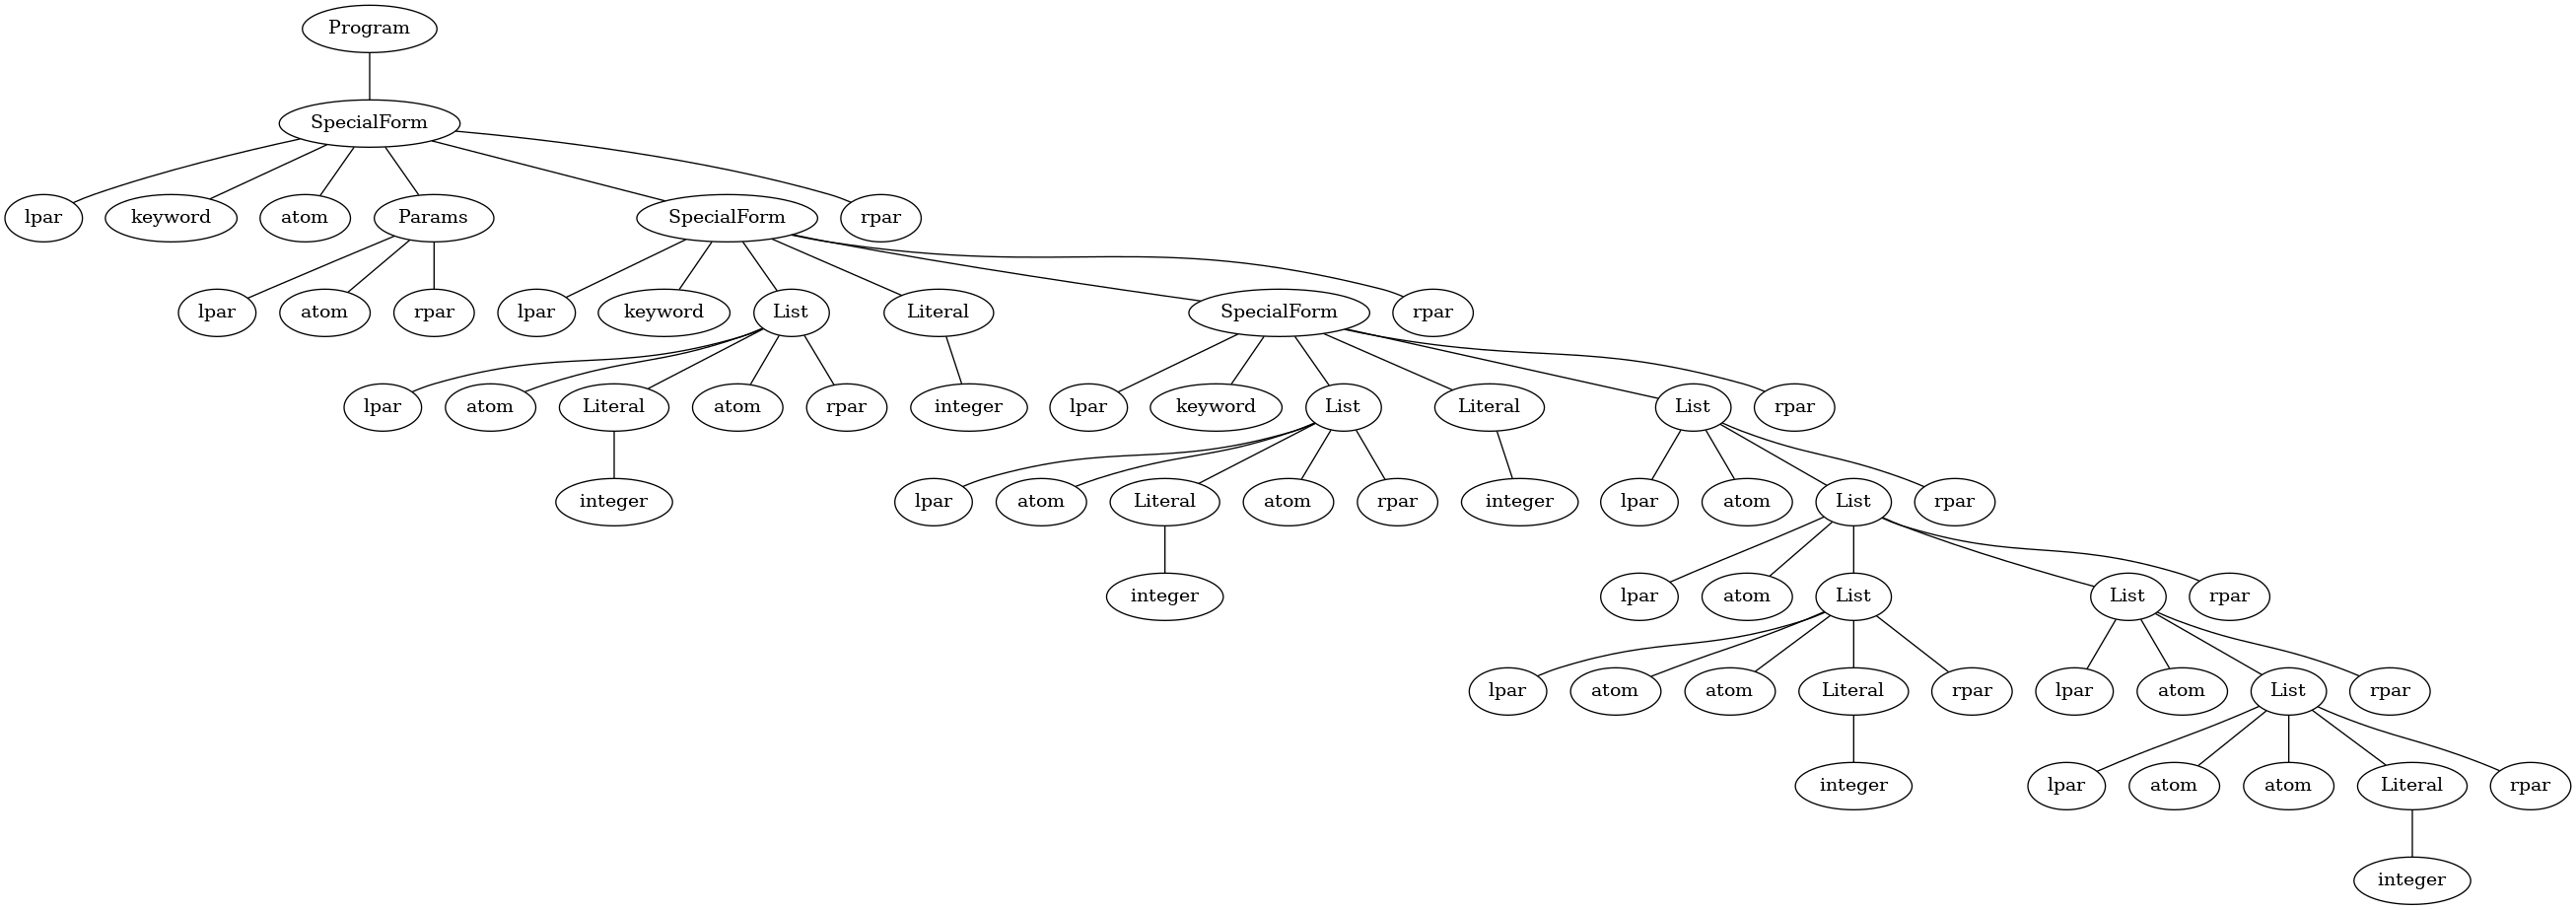 Program
SpecialForm
lpar keyword atom Params SpecialForm rpar
lpar atom rpar lpar keyword List Literal SpecialForm rpar
lpar atom Literal atom rpar integer lpar keyword List Literal List rpar
integer lpar atom Literal atom rpar integer lpar atom List rpar
integer lpar atom List List rpar
lpar atom atom Literal rpar lpar atom List rpar
integer lpar atom atom Literal rpar
integer